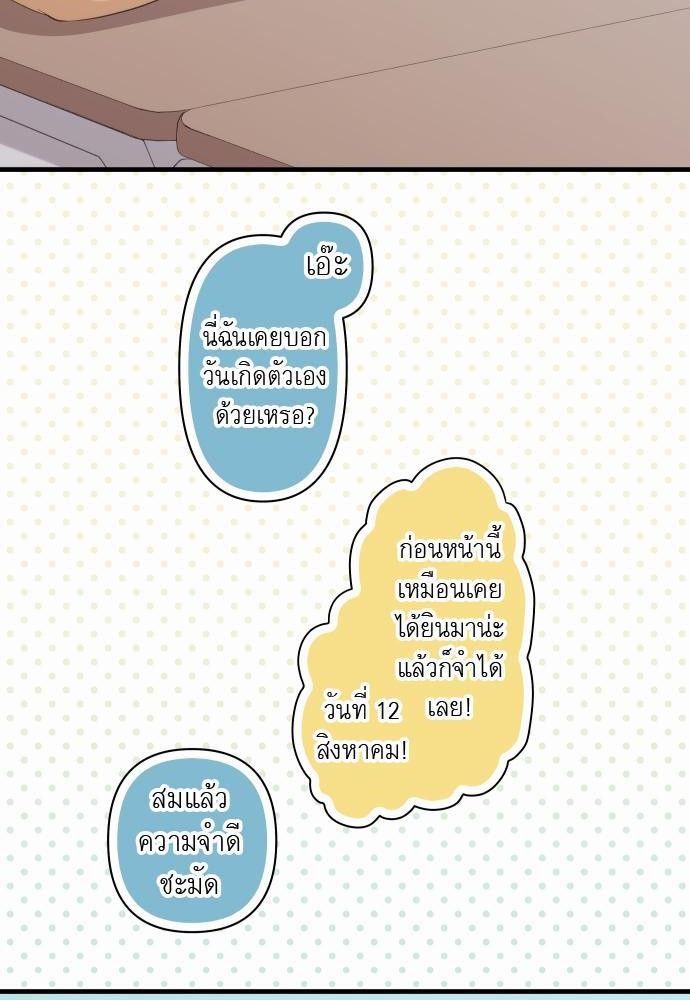 เอ๊ะ
นี่ฉันเคยบอก
วันเกิดตัวเอง
ด้วยเหรอ?
ก่อนหน้านี้
เหมือนเคย
ได้ยินมาน่ะ
แล้วก็จำได้
เลย!
วันที่ 12
สิงหาคม!
สมแล้ว
ความจำดี
ชะมัด